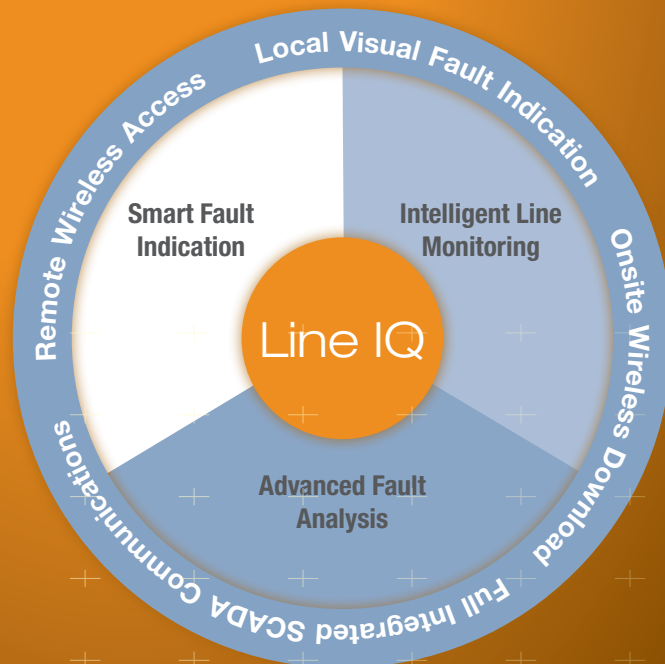 Local Visual Fault Indication
Onsite Wireless Download
Full Integrated SCADA Communications
Remote Wireless Access
Smart Fault
Indication
Intelligent Line
Monitoring
Line IQ
Advanced Fault
Analysis